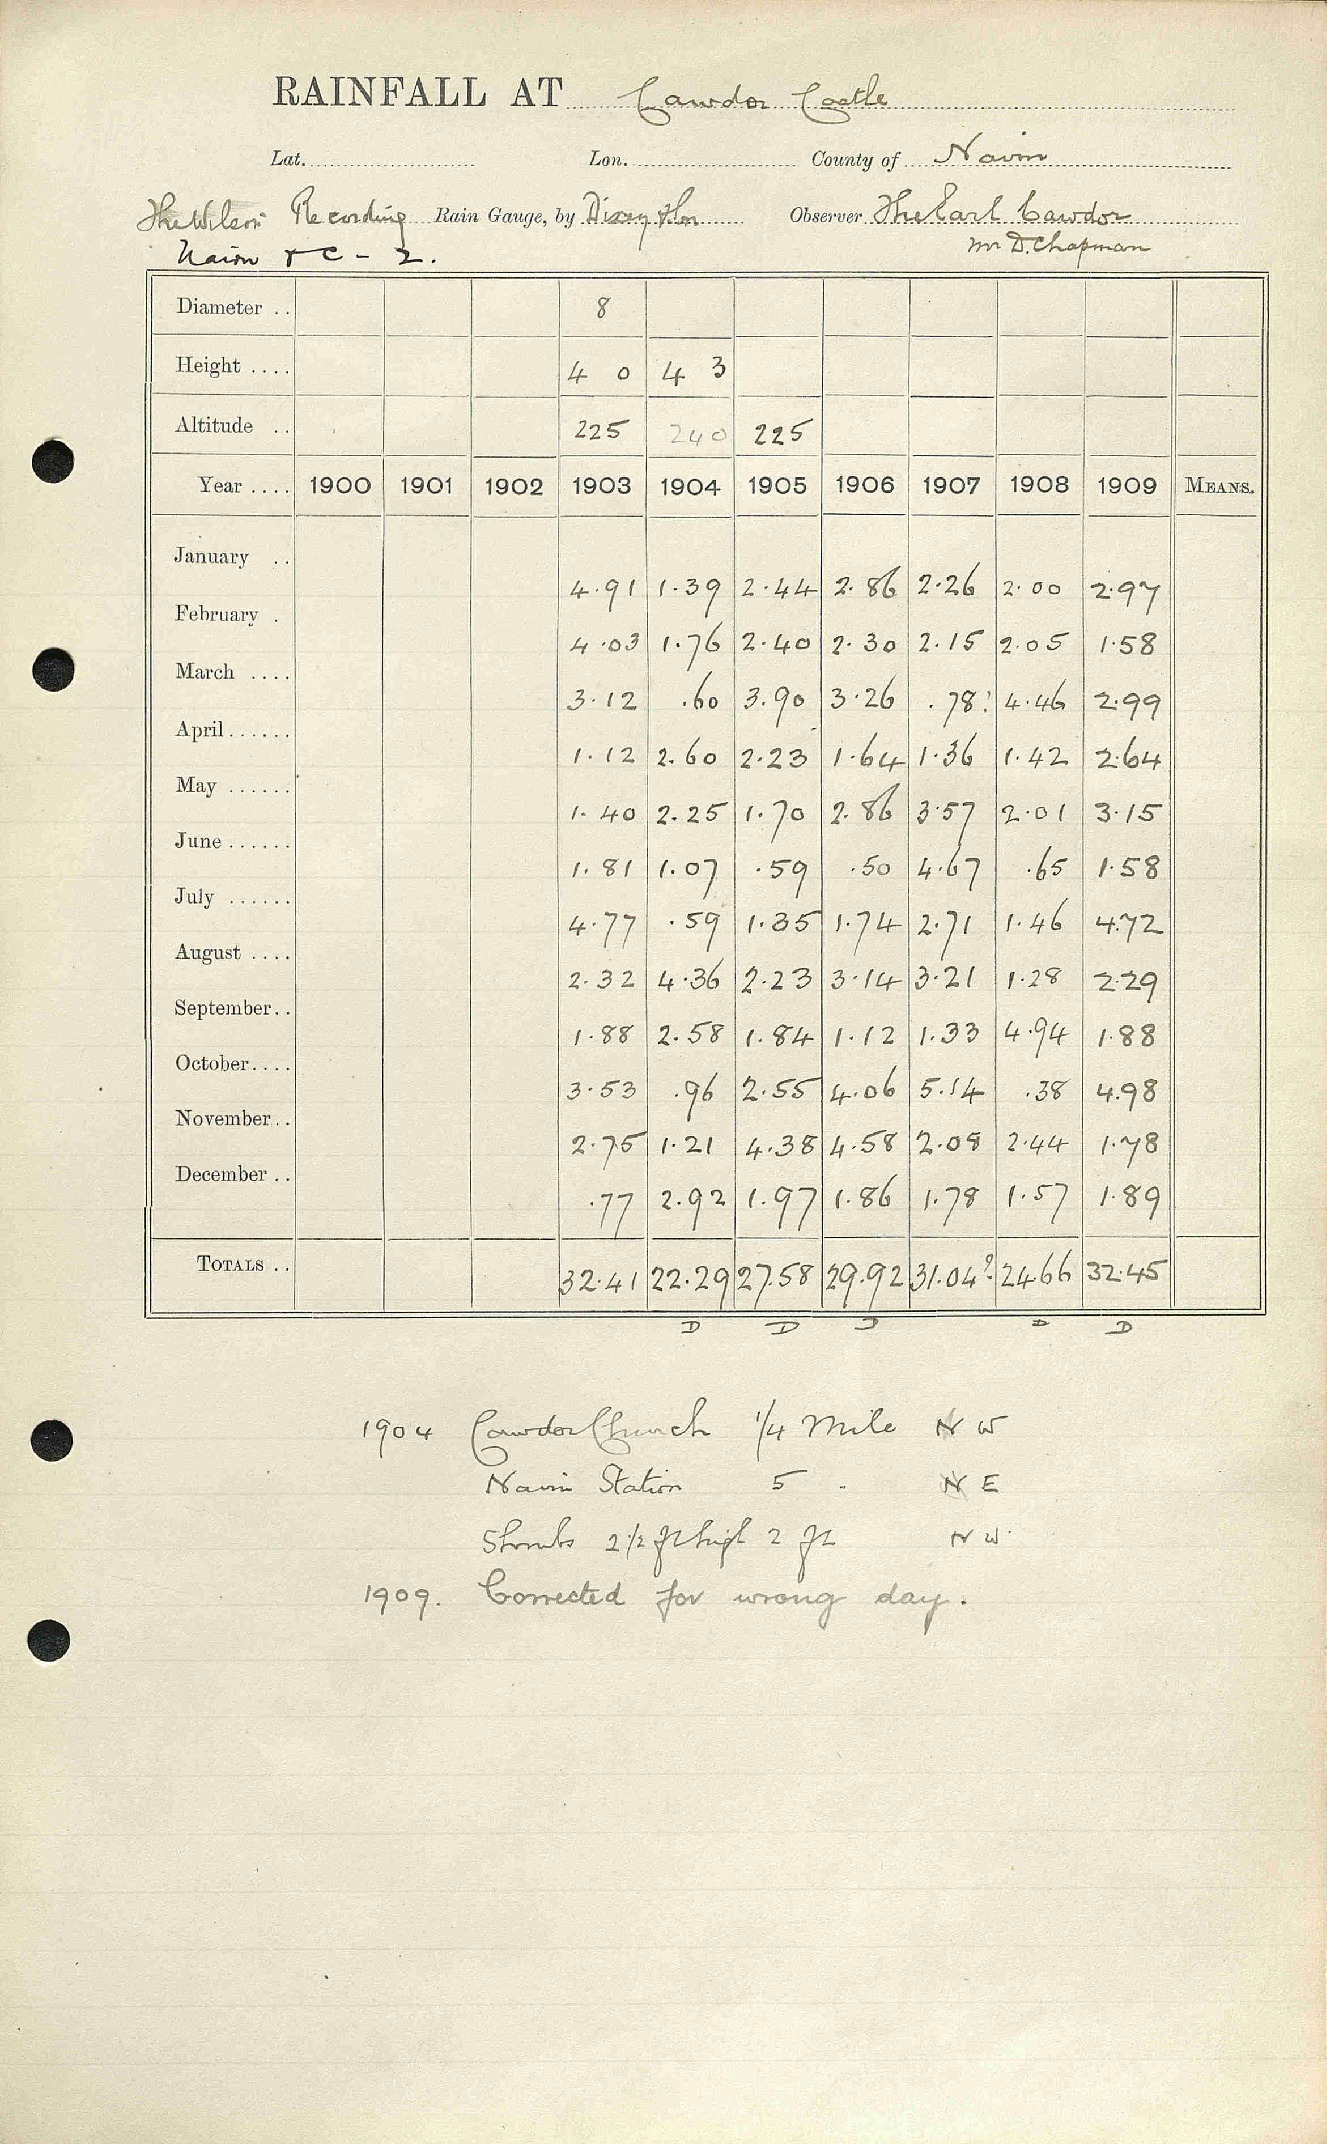 RAINFALL AT Cawdor Castle
Lat. Lon. County of Nairn
The Wilson Recording Rain Gauge, by Dixey & Son Observer The Earl Cawdor
Nairn & C - 2. Mr D. Chapman
Diameter .. 8
Height .... 4 0 4 3
Altitude .. 225 240 225
Year .... 1900 1901 1902 1903 1904 1905 1906 1907 1908 1909 MEANS.
January .. 4.91 1.39 2.44 2.86 2.26 2.00 2.97
February . 4.03 1.76 2.40 2.30 2.15 2.05 1.58
March .... 3.12 .60 3.90 3.26 .78? 4.46 2.99
April ...... 1.12 2.60 2.23 1.64 1.36 1.42 2.64
May ...... 1.40 2.25 1.70 2.86 3.57 2.01 3.15
June ...... 1.81 1.07 .59 .50 4.67 .65 1.58
July ...... 4.77 .59 1.35 1.74 2.71 1.46 4.72
August .... 2.32 4.36 2.23 3.14 3.21 1.28 2.29
September.. 1.88 2.58 1.84 1.12 1.33 4.94 1.88
October.... 3.53 .96 2.55 4.06 5.14 .38 4.98
November.. 2.75 1.21 4.38 4.58 2.08 2.44 1.78
December .. .77 2.92 1.97 1.86 1.78 1.57 1.89
TOTALS .. 32.41 22.29 27.58 29.92 31.04? 24.66 32.45
D D D D D
1904 Cawdor Church 1/4 Mile N W
Nairn Station 5 . N E
Shrubs 2 1/2 ft high 2 ft N W.
1909. Corrected for wrong day.